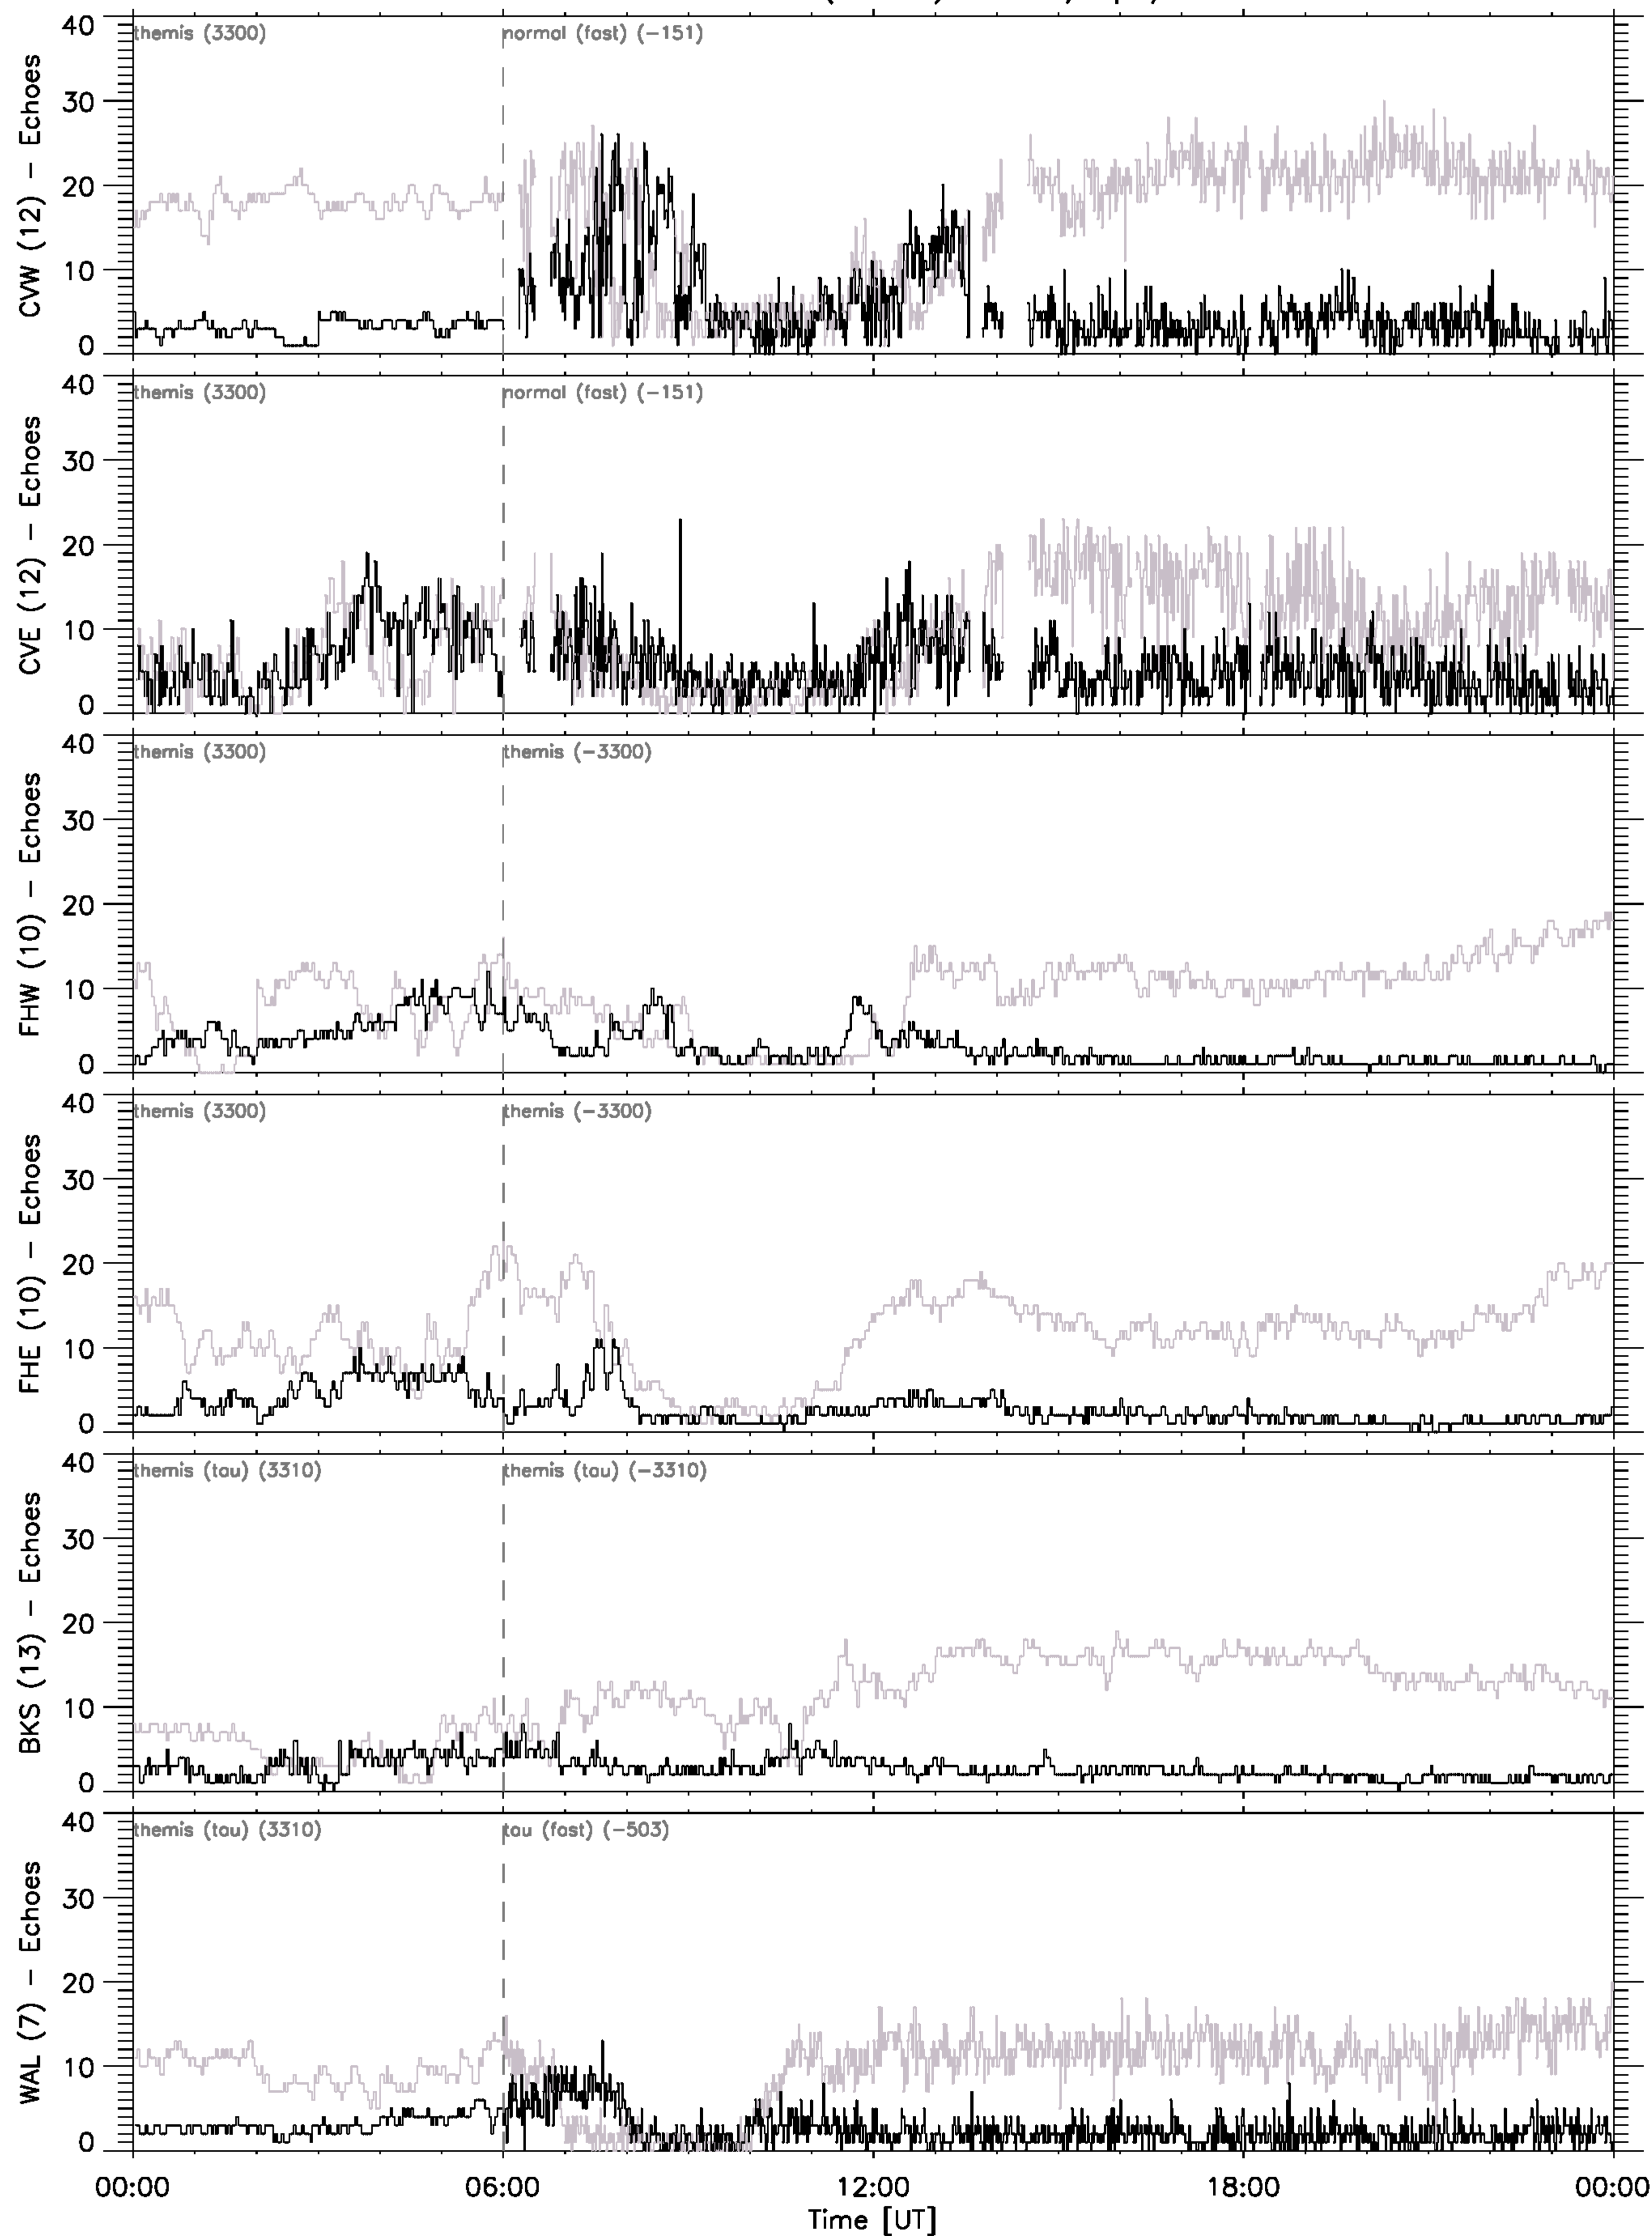 40
themis (3300)
normal (fast) (-151)
30
20
10
0
CVW (12) - Echoes
40
themis (3300)
normal (fast) (-151)
30
20
10
0
CVE (12) - Echoes
40
themis (3300)
themis (-3300)
30
20
10
0
FHW (10) - Echoes
40
themis (3300)
themis (-3300)
30
20
10
0
FHE (10) - Echoes
40
themis (tau) (3310)
themis (tau) (-3310)
30
20
10
0
BKS (13) - Echoes
40
themis (tau) (3310)
tau (fast) (-503)
30
20
10
0
WAL (7) - Echoes
00:00
06:00
12:00
18:00
00:00
Time [UT]